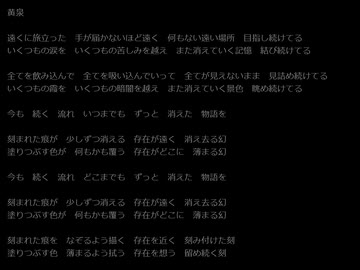 黄泉
遠くに旅立った　手が届かないほど遠く　何もない遠い場所　目指し続けてる
いくつもの涙を　いくつもの苦しみを越え　また消えていく記憶　結び続けてる
全てを飲み込んで　全てを吸い込んでいって　全てが見えないまま　見詰め続けてる
いくつもの霞を　いくつもの暗闇を越え　また消えていく景色　眺め続けてる
今も　続く　流れ　いつまでも　ずっと　消えた　物語を
刻まれた痕が　少しずつ消える　存在が遠く　消え去る幻
塗りつぶす色が　何もかも覆う　存在がどこに　薄まる幻
今も　続く　流れ　どこまでも　ずっと　消えた　物語を
刻まれた痕が　少しずつ消える　存在が遠く　消え去る幻
塗りつぶす色が　何もかも覆う　存在がどこに　薄まる幻
刻まれた痕を　なぞるよう描く　存在を近く　刻み付けた刻
塗りつぶす色　薄まるよう拭う　存在を想う　留め続く刻